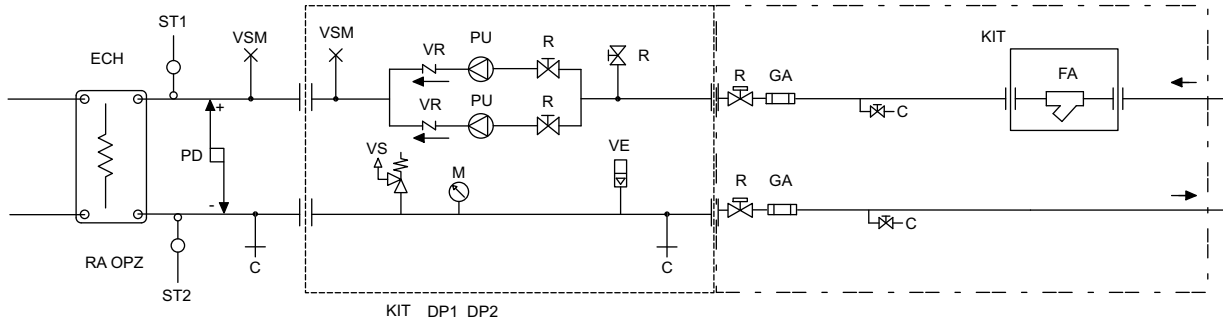 ST1
VSM
VSM
VR
PU
R
R
KIT
ECH
R
GA
FA
+
VR
PU
R
C
PD
VS
M
VE
R
GA
-
C
RA OPZ
C
C
ST2
KIT DP1 DP2